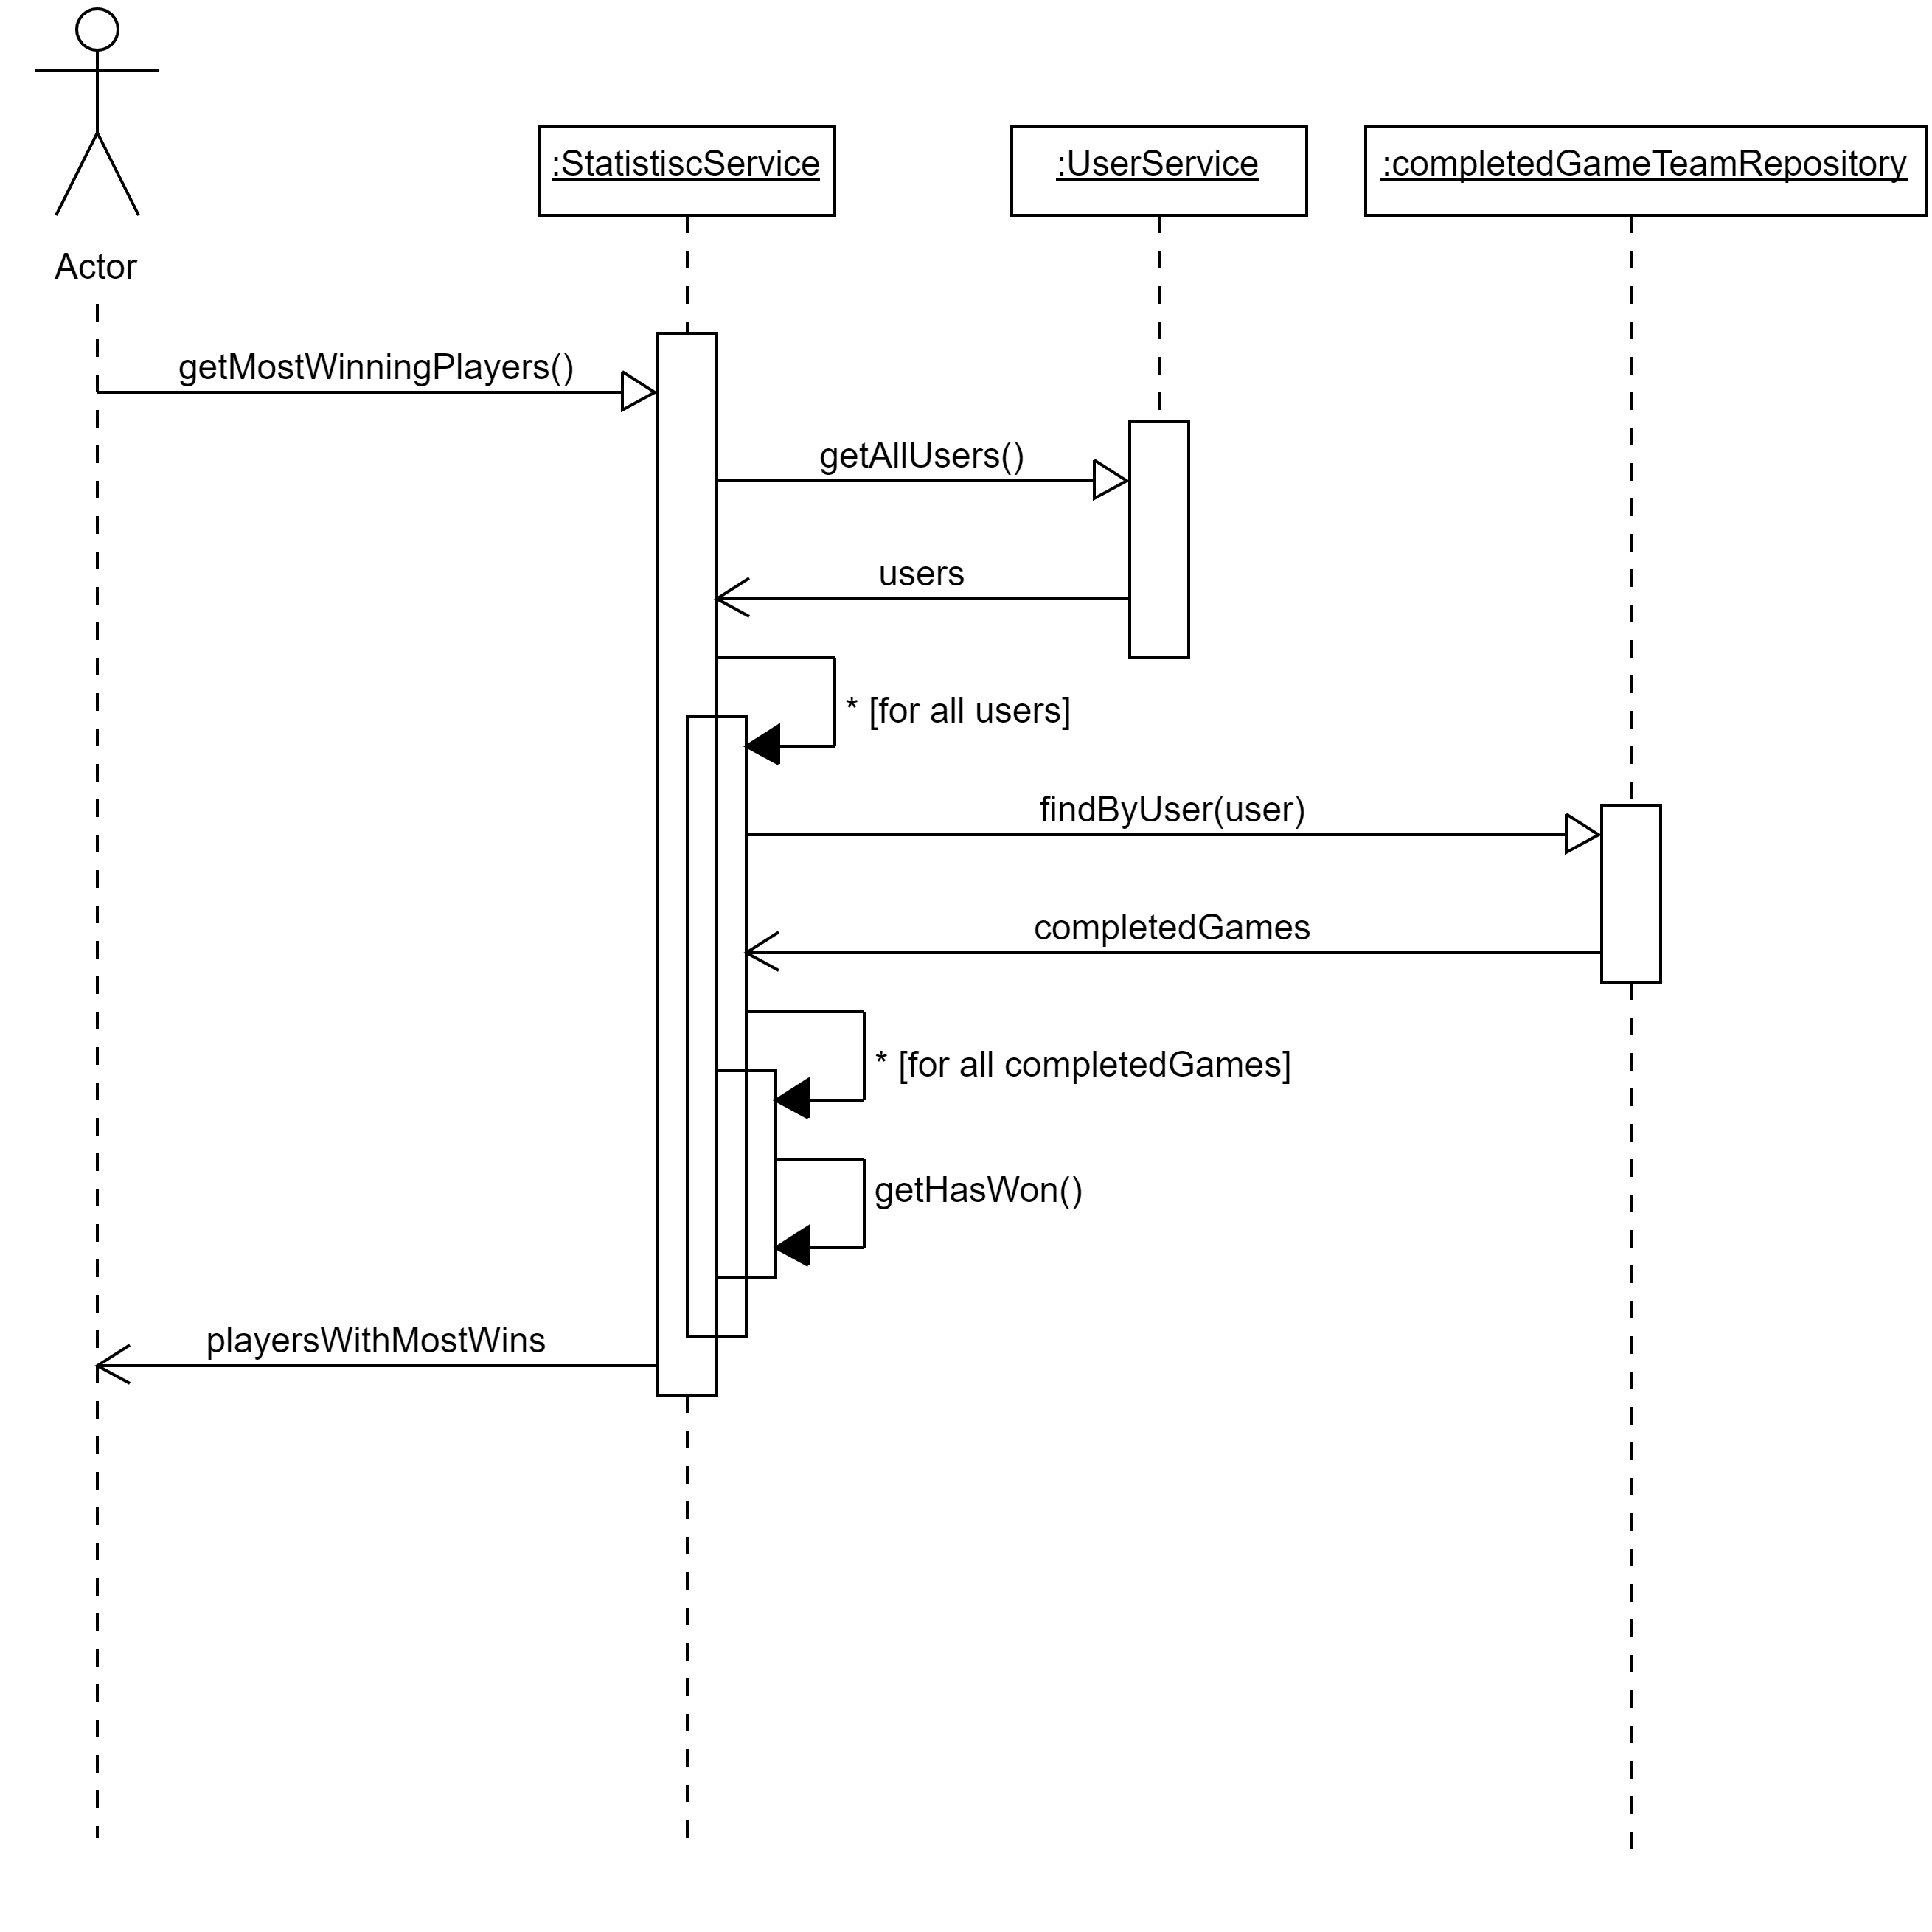 :StatistiscService
:UserService
:completedGameTeamRepository
Actor
getMostWinningPlayers()
getAllUsers()
users
* [for all users]
findByUser(user)
completedGames
* [for all completedGames]
getHasWon()
playersWithMostWins